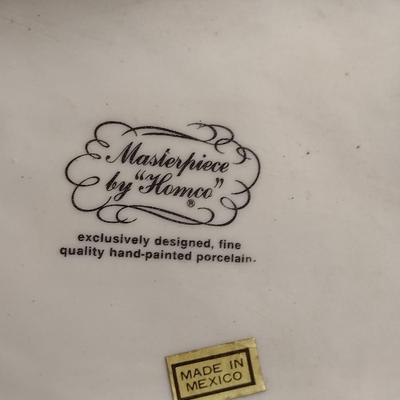 Masterpiece
by "Homco"®
exclusively designed, fine
quality hand-painted porcelain.
MADE IN
MEXICO